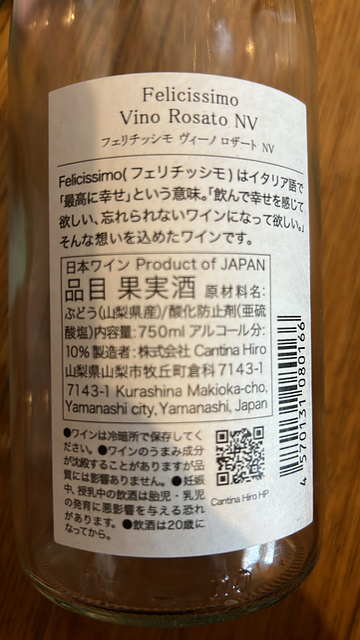 Felicissimo
Vino Rosato NV
フェリチッシモ ヴィーノ ロザート NV
Felicissimo(フェリチッシモ)はイタリア語で
「最高に幸せ」という意味。「飲んで幸せを感じて
欲しい、忘れられないワインになって欲しい。」
そんな想いを込めたワインです。
日本ワイン Product of JAPAN
品目 果実酒 原材料名:
ぶどう(山梨県産)/酸化防止剤(亜硫
酸塩)内容量:750ml アルコール分:
10% 製造者:株式会社 Cantina Hiro
山梨県山梨市牧丘町倉科 7143-1
7143-1 Kurashina Makioka-cho,
Yamanashi city, Yamanashi, Japan
●ワインは冷暗所で保存してく
ださい。●ワインのうまみ成分
が沈殿することがありますが品
質には影響ありません。●妊娠
中、授乳中の飲酒は胎児・乳児
の発育に悪影響を与える恐れ
があります。●飲酒は20歳に
なってから。
Cantina Hiro HP
4 570131 080166